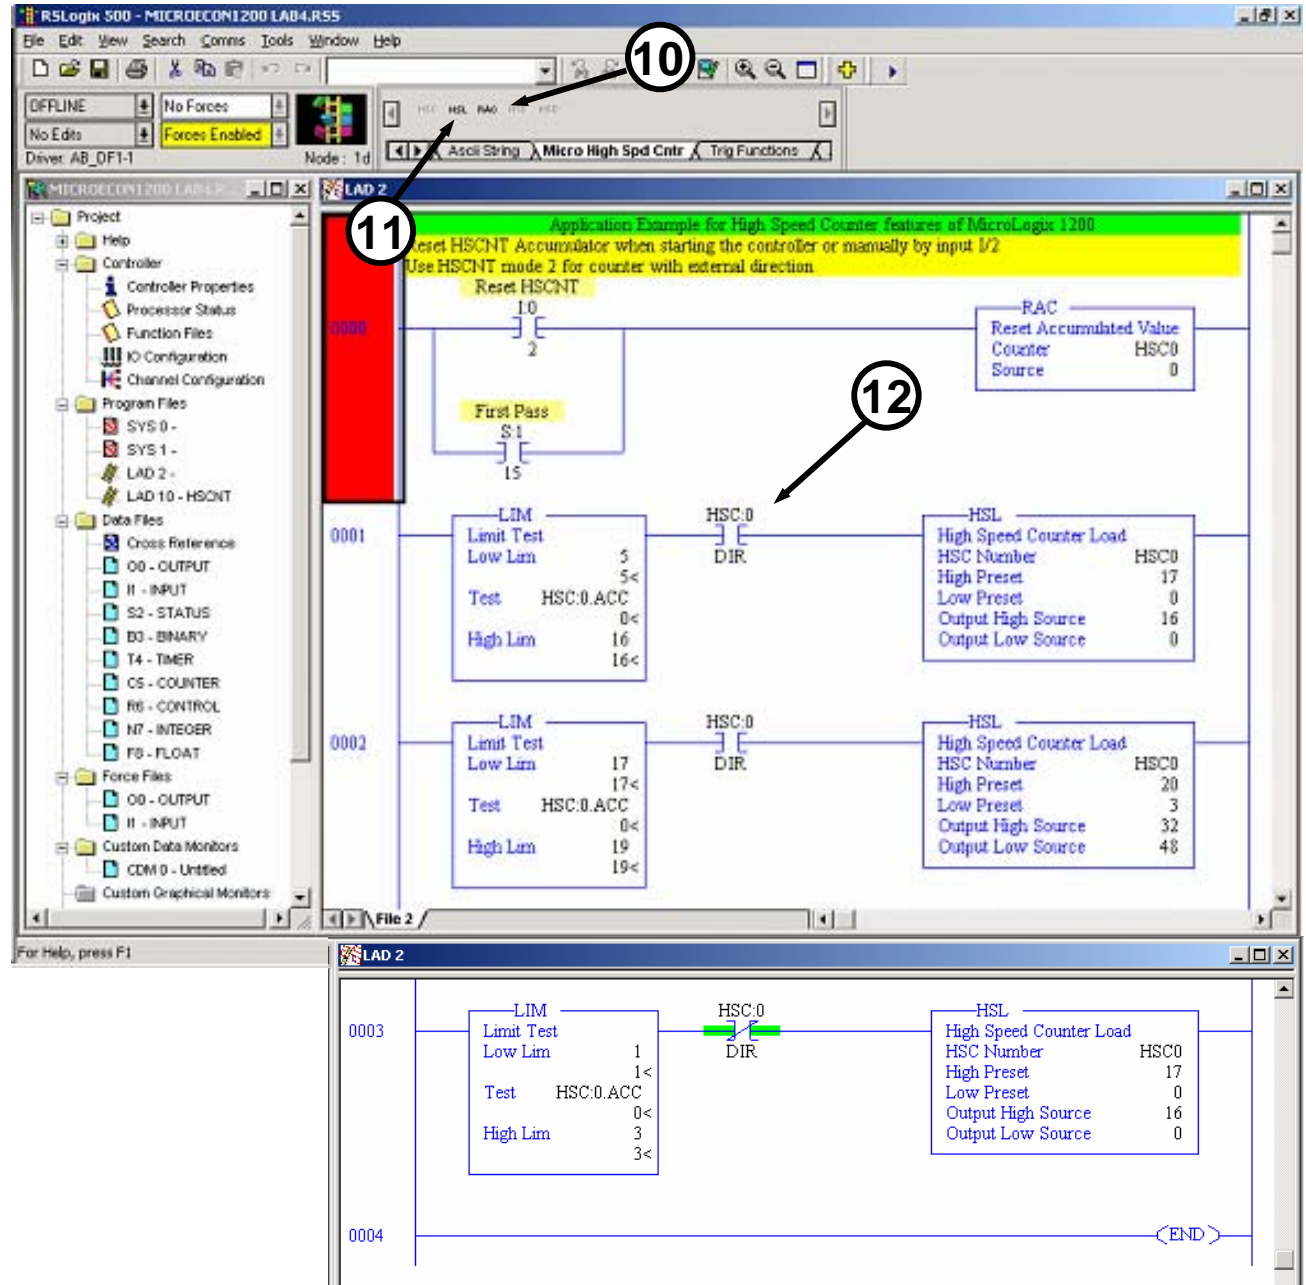 RSLogix 500 - MICROECON1200 LAB4.RSS
File Edit View Search Comms Tools Window Help
10
OFFLINE No Forces
No Edits Forces Enabled
Driver: AB_DF1-1 Node : 1d
HSL RAC
Ascii String Micro High Spd Cntr Trig Functions
11
LAD 2
Project
Help
Controller
Controller Properties
Processor Status
Function Files
IO Configuration
Channel Configuration
Program Files
SYS 0 -
SYS 1 -
LAD 2 -
LAD 10 - HSCNT
Data Files
Cross Reference
O0 - OUTPUT
I1 - INPUT
S2 - STATUS
B3 - BINARY
T4 - TIMER
C5 - COUNTER
R6 - CONTROL
N7 - INTEGER
F8 - FLOAT
Force Files
O0 - OUTPUT
I1 - INPUT
Custom Data Monitors
CDM 0 - Untitled
Custom Graphical Monitors
Application Example for High Speed Counter features of MicroLogix 1200
Reset HSCNT Accumulator when starting the controller or manually by input I/2
Use HSCNT mode 2 for counter with external direction
Reset HSCNT
I:0
2
0000
First Pass
S:1
15
RAC
Reset Accumulated Value
Counter HSC0
Source 0
12
0001
LIM
Limit Test
Low Lim 5
5<
Test HSC:0.ACC
0<
High Lim 16
16<
HSC:0
DIR
HSL
High Speed Counter Load
HSC Number HSC0
High Preset 17
Low Preset 0
Output High Source 16
Output Low Source 0
0002
LIM
Limit Test
Low Lim 17
17<
Test HSC:0.ACC
0<
High Lim 19
19<
HSC:0
DIR
HSL
High Speed Counter Load
HSC Number HSC0
High Preset 20
Low Preset 3
Output High Source 32
Output Low Source 48
File 2
For Help, press F1
LAD 2
0003
LIM
Limit Test
Low Lim 1
1<
Test HSC:0.ACC
0<
High Lim 3
3<
HSC:0
DIR
HSL
High Speed Counter Load
HSC Number HSC0
High Preset 17
Low Preset 0
Output High Source 16
Output Low Source 0
0004
END